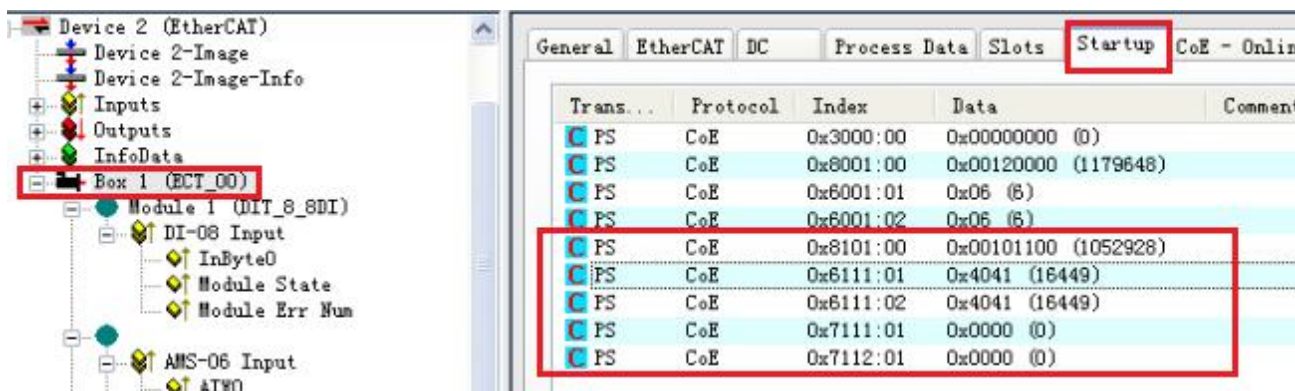 Device 2 (EtherCAT)
Device 2-Image
Device 2-Image-Info
Inputs
Outputs
InfoData
Box 1 (ECT_00)
Module 1 (DIT_8_8DI)
DI-08 Input
InByte0
Module State
Module Err Num
AMS-06 Input
AIW0
General EtherCAT DC Process Data Slots Startup CoE - Onlin
Trans... Protocol Index Data Comment
C PS CoE 0x3000:00 0x00000000 (0)
C PS CoE 0x8001:00 0x00120000 (1179648)
C PS CoE 0x6001:01 0x06 (6)
C PS CoE 0x6001:02 0x06 (6)
C PS CoE 0x8101:00 0x00101100 (1052928)
C PS CoE 0x6111:01 0x4041 (16449)
C PS CoE 0x6111:02 0x4041 (16449)
C PS CoE 0x7111:01 0x0000 (0)
C PS CoE 0x7112:01 0x0000 (0)